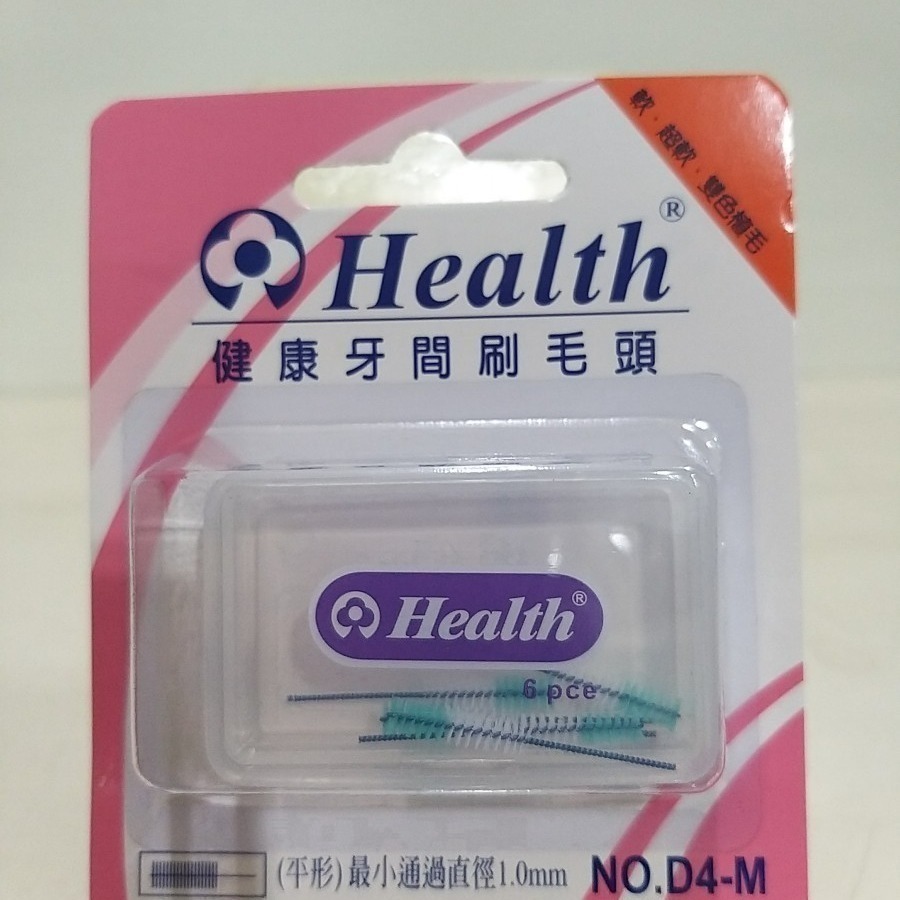 軟．超軟．雙色植毛
Health®
健康牙間刷毛頭
Health®
6 pce
(平形)最小通過直徑1.0mm NO.D4-M